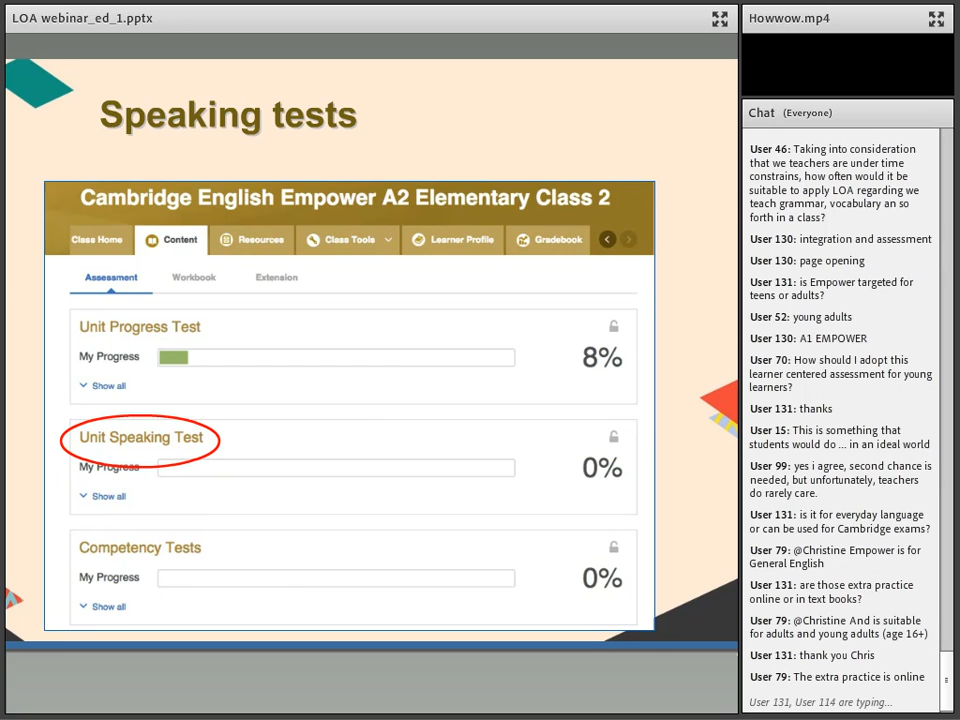 LOA webinar_ed_1.pptx
Speaking tests
Cambridge English Empower A2 Elementary Class 2
Class Home
Content
Resources
Class Tools
Learner Profile
Gradebook
Assessment
Workbook
Extension
Unit Progress Test
My Progress
8%
Show all
Unit Speaking Test
My Progress
0%
Show all
Competency Tests
My Progress
0%
Show all
Howwow.mp4
Chat (Everyone)
User 46: Taking into consideration
that we teachers are under time
constrains, how often would it be
suitable to apply LOA regarding we
teach grammar, vocabulary an so
forth in a class?
User 130: integration and assessment
User 130: page opening
User 131: is Empower targeted for
teens or adults?
User 52: young adults
User 130: A1 EMPOWER
User 70: How should I adopt this
learner centered assessment for young
learners?
User 131: thanks
User 15: This is something that
students would do ... in an ideal world
User 99: yes i agree, second chance is
needed, but unfortunately, teachers
do rarely care.
User 131: is it for everyday language
or can be used for Cambridge exams?
User 79: @Christine Empower is for
General English
User 131: are those extra practice
online or in text books?
User 79: @Christine And is suitable
for adults and young adults (age 16+)
User 131: thank you Chris
User 79: The extra practice is online
User 131, User 114 are typing...